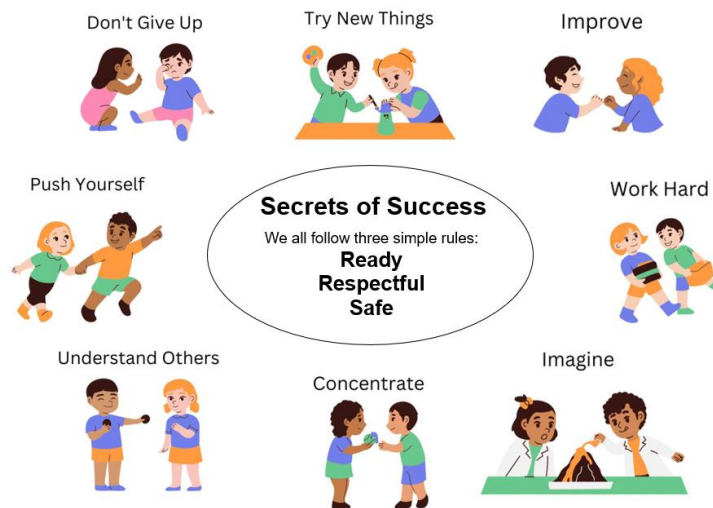 Don't Give Up
Try New Things
Improve
Push Yourself
Secrets of Success
We all follow three simple rules:
Ready
Respectful
Safe
Work Hard
Understand Others
Concentrate
Imagine